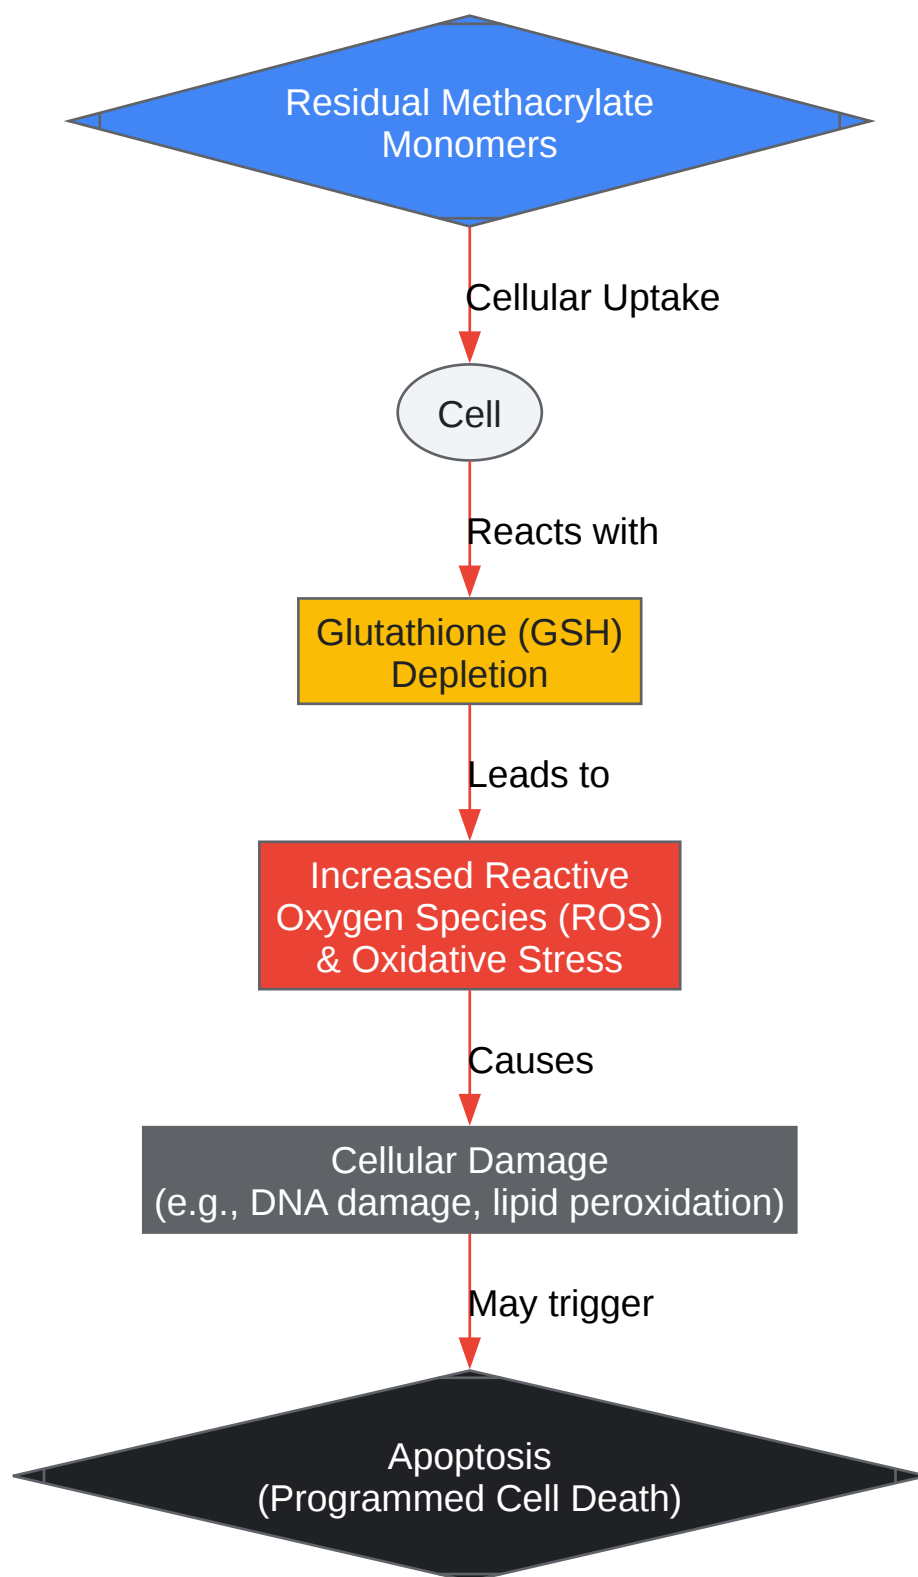 Residual Methacrylate
Monomers
Cellular Uptake
Cell
Reacts with
Glutathione (GSH)
Depletion
Leads to
Increased Reactive
Oxygen Species (ROS)
& Oxidative Stress
Causes
Cellular Damage
(e.g., DNA damage, lipid peroxidation)
May trigger
Apoptosis
(Programmed Cell Death)